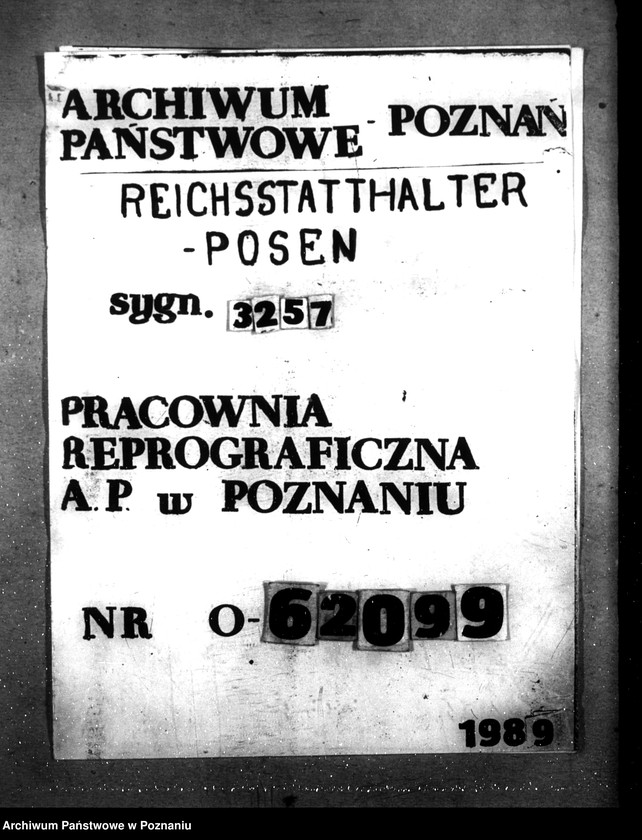 ARCHIWUM
PAŃSTWOWE - POZNAŃ
REICHSSTATTHALTER
-POSEN
sygn. 3257
PRACOWNIA
REPROGRAFICZNA
A.P. w POZNANIU
NR O-62099
1989
Archiwum Państwowe w Poznaniu